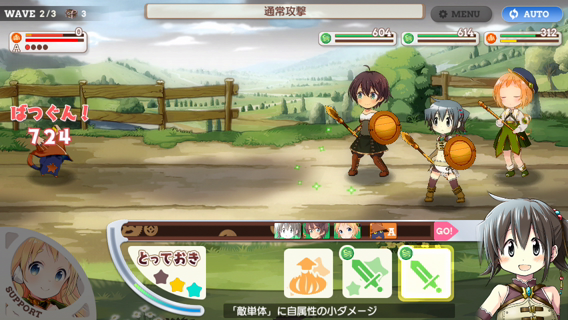 WAVE 2/3 3
通常攻撃
MENU
AUTO
0
A
604
614
312
ばつぐん!
724
GO!
とっておき
SUPPORT
「敵単体」に自属性の小ダメージ